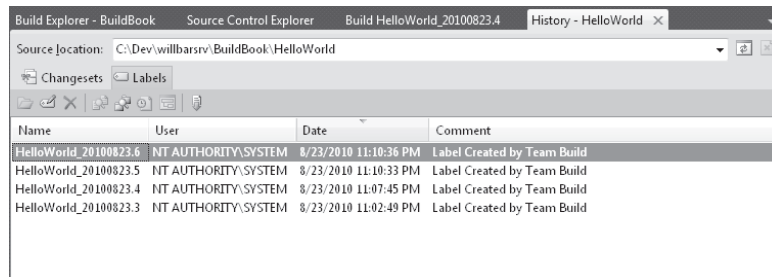 Build Explorer - BuildBook Source Control Explorer Build HelloWorld_20100823.4 History - HelloWorld
Source location: C:\Dev\willbarsrv\BuildBook\HelloWorld
Changesets Labels
Name User Date Comment
HelloWorld_20100823.6 NT AUTHORITY\SYSTEM 8/23/2010 11:10:36 PM Label Created by Team Build
HelloWorld_20100823.5 NT AUTHORITY\SYSTEM 8/23/2010 11:10:33 PM Label Created by Team Build
HelloWorld_20100823.4 NT AUTHORITY\SYSTEM 8/23/2010 11:07:45 PM Label Created by Team Build
HelloWorld_20100823.3 NT AUTHORITY\SYSTEM 8/23/2010 11:02:49 PM Label Created by Team Build